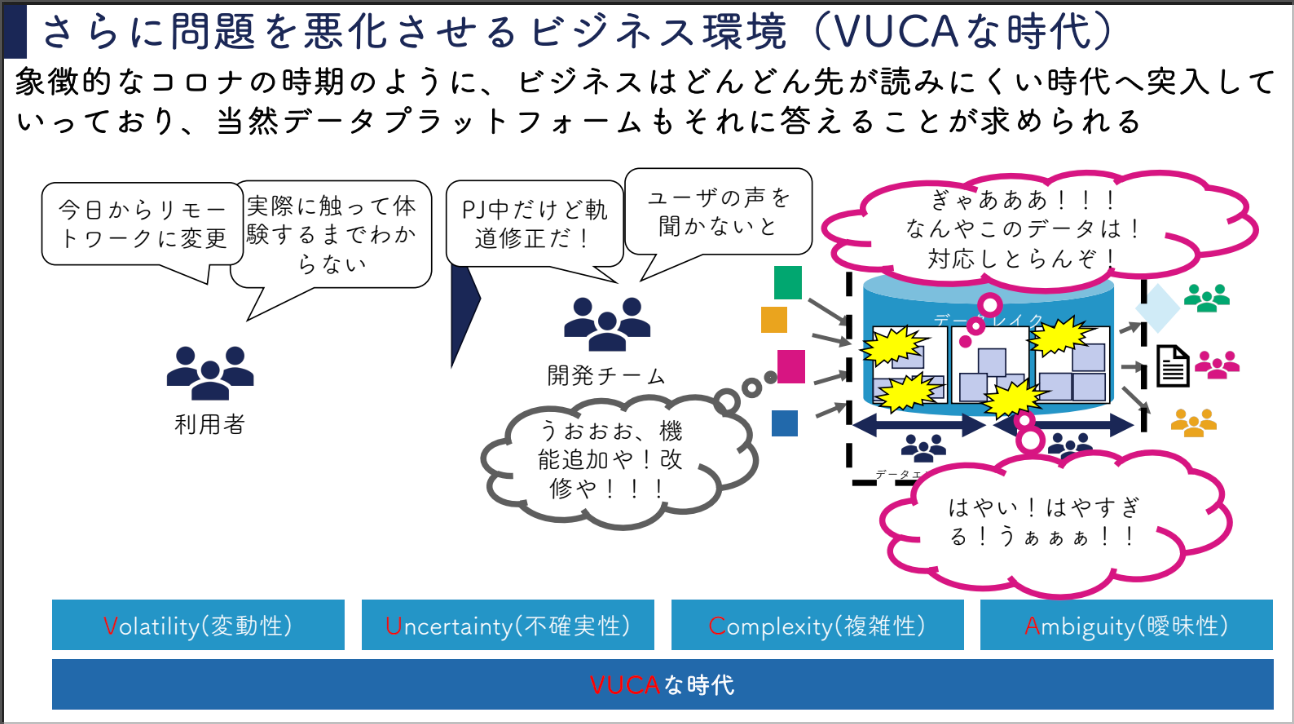 さらに問題を悪化させるビジネス環境（VUCAな時代）
象徴的なコロナの時期のように、ビジネスはどんどん先が読みにくい時代へ突入して
いっており、当然データプラットフォームもそれに答えることが求められる
今日からリモー
トワークに変更
実際に触って体
験するまでわか
らない
利用者
PJ中だけど軌
道修正だ！
ユーザの声を
聞かないと
開発チーム
うおおお、機
能追加や！改
修や！！！
ぎゃあああ！！！
なんやこのデータは！
対応しとらんぞ！
データレイク
データエ
はやい！はやすぎ
る！うぁぁぁ！！
Volatility(変動性)
Uncertainty(不確実性)
Complexity(複雑性)
Ambiguity(曖昧性)
VUCAな時代